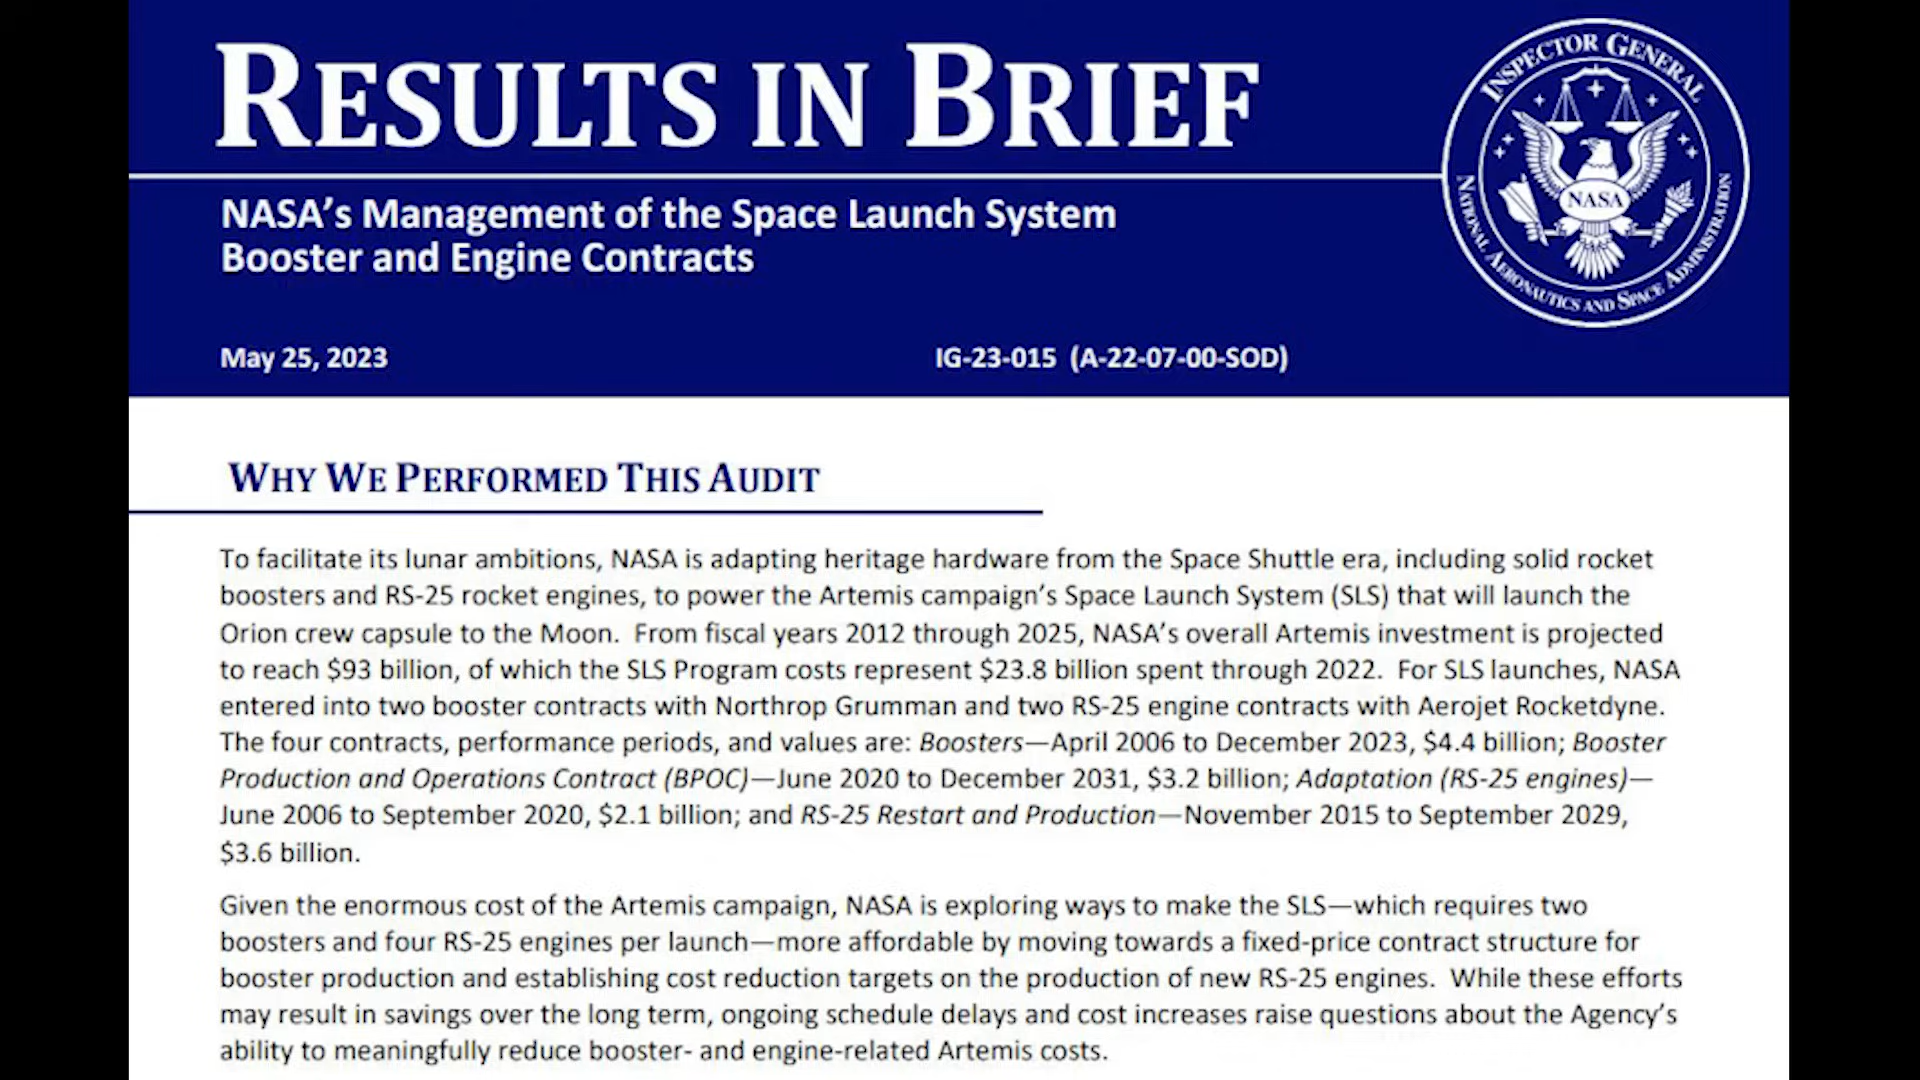 RESULTS IN BRIEF
NASA's Management of the Space Launch System
Booster and Engine Contracts
May 25, 2023
IG-23-015 (A-22-07-00-SOD)
INSPECTOR GENERAL
NASA
NATIONAL AERONAUTICS AND SPACE ADMINISTRATION
WHY WE PERFORMED THIS AUDIT
To facilitate its lunar ambitions, NASA is adapting heritage hardware from the Space Shuttle era, including solid rocket
boosters and RS-25 rocket engines, to power the Artemis campaign's Space Launch System (SLS) that will launch the
Orion crew capsule to the Moon. From fiscal years 2012 through 2025, NASA's overall Artemis investment is projected
to reach $93 billion, of which the SLS Program costs represent $23.8 billion spent through 2022. For SLS launches, NASA
entered into two booster contracts with Northrop Grumman and two RS-25 engine contracts with Aerojet Rocketdyne.
The four contracts, performance periods, and values are: Boosters—April 2006 to December 2023, $4.4 billion; Booster
Production and Operations Contract (BPOC)—June 2020 to December 2031, $3.2 billion; Adaptation (RS-25 engines)—
June 2006 to September 2020, $2.1 billion; and RS-25 Restart and Production—November 2015 to September 2029,
$3.6 billion.
Given the enormous cost of the Artemis campaign, NASA is exploring ways to make the SLS—which requires two
boosters and four RS-25 engines per launch—more affordable by moving towards a fixed-price contract structure for
booster production and establishing cost reduction targets on the production of new RS-25 engines. While these efforts
may result in savings over the long term, ongoing schedule delays and cost increases raise questions about the Agency's
ability to meaningfully reduce booster- and engine-related Artemis costs.